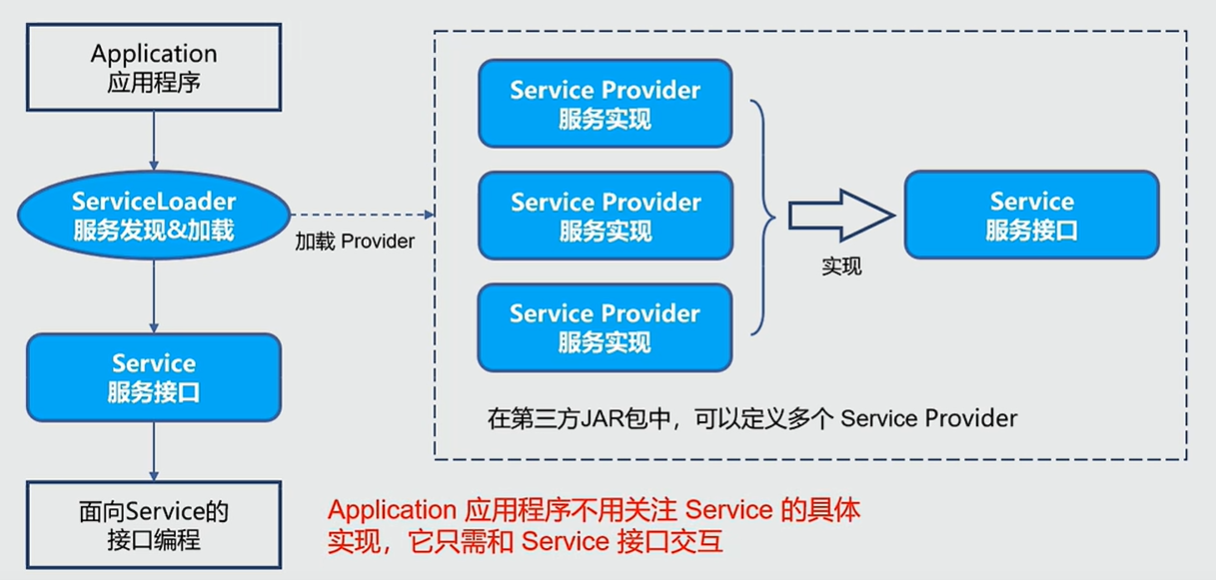 Application
应用程序
ServiceLoader
服务发现&加载
加载 Provider
Service
服务接口
面向Service的
接口编程
Service Provider
服务实现
Service Provider
服务实现
Service Provider
服务实现
实现
Service
服务接口
在第三方JAR包中，可以定义多个 Service Provider
Application 应用程序不用关注 Service 的具体
实现，它只需和 Service 接口交互